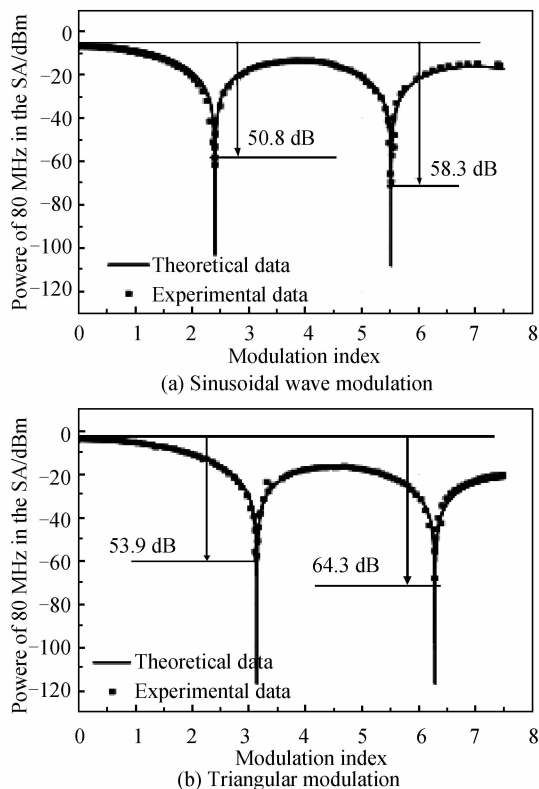 0
−20
−40
−60
−80
−100
−120
Powere of 80 MHz in the SA/dBm
50.8 dB
58.3 dB
Theoretical data
Experimental data
0 1 2 3 4 5 6 7 8
Modulation index
(a) Sinusoidal wave modulation
0
−20
−40
−60
−80
−100
−120
Powere of 80 MHz in the SA/dBm
53.9 dB
64.3 dB
Theoretical data
Experimental data
0 1 2 3 4 5 6 7 8
Modulation index
(b) Triangular modulation